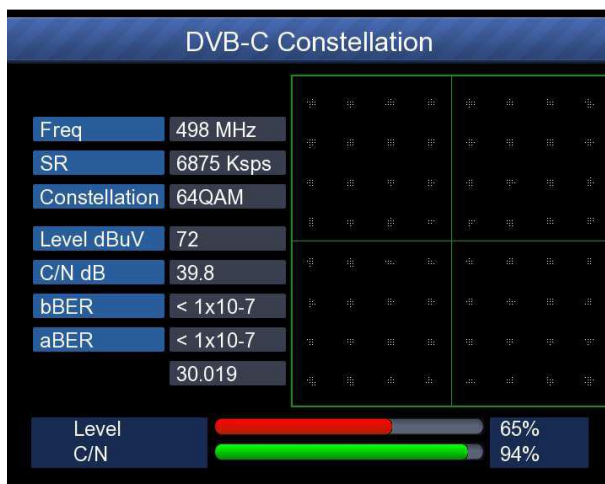 DVB-C Constellation
Freq 498 MHz
SR 6875 Ksps
Constellation 64QAM
Level dBuV 72
C/N dB 39.8
bBER < 1x10-7
aBER < 1x10-7
30.019
Level 65%
C/N 94%